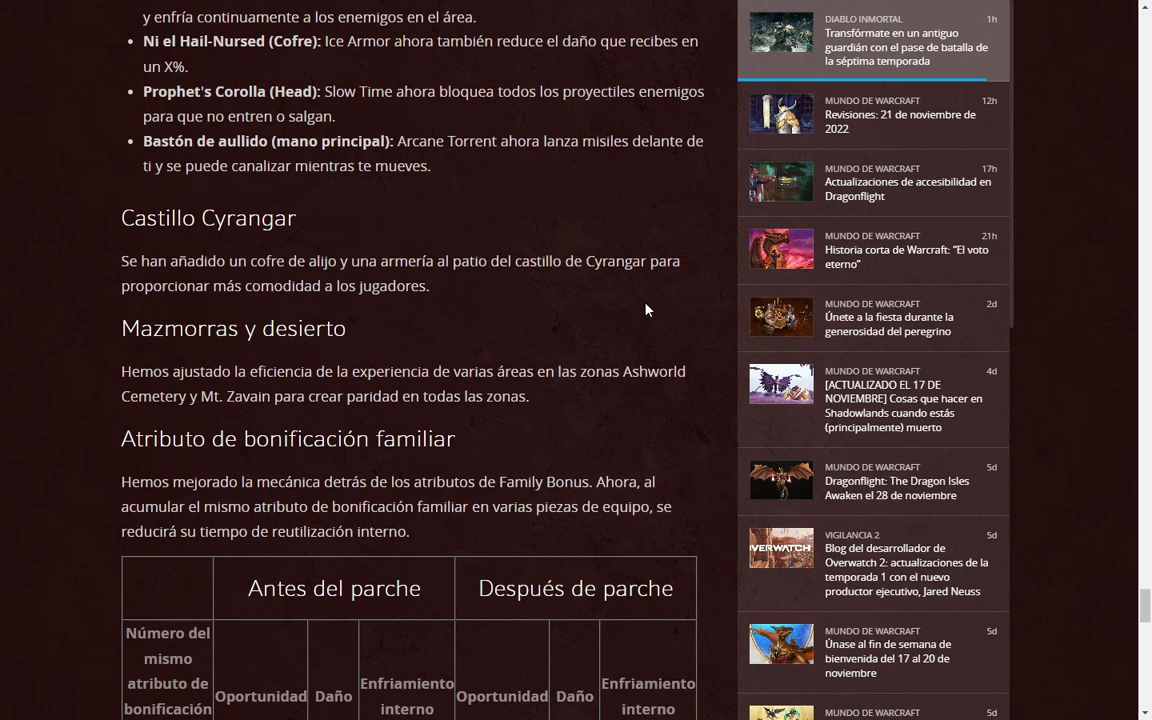 y enfría continuamente a los enemigos en el área.
Ni el Hail-Nursed (Cofre): Ice Armor ahora también reduce el daño que recibes en
un X%.
Prophet's Corolla (Head): Slow Time ahora bloquea todos los proyectiles enemigos
para que no entren o salgan.
Bastón de aullido (mano principal): Arcane Torrent ahora lanza misiles delante de
ti y se puede canalizar mientras te mueves.
Castillo Cyrangar
Se han añadido un cofre de alijo y una armería al patio del castillo de Cyrangar para
proporcionar más comodidad a los jugadores.
Mazmorras y desierto
Hemos ajustado la eficiencia de la experiencia de varias áreas en las zonas Ashworld
Cemetery y Mt. Zavain para crear paridad en todas las zonas.
Atributo de bonificación familiar
Hemos mejorado la mecánica detrás de los atributos de Family Bonus. Ahora, al
acumular el mismo atributo de bonificación familiar en varias piezas de equipo, se
reducirá su tiempo de reutilización interno.
Antes del parche
Después de parche
Número del
mismo
atributo de
bonificación
Oportunidad
Daño
Enfriamiento
interno
Oportunidad
Daño
Enfriamiento
interno
DIABLO INMORTAL 1h
Transfórmate en un antiguo
guardián con el pase de batalla de
la séptima temporada
MUNDO DE WARCRAFT 12h
Revisiones: 21 de noviembre de
2022
MUNDO DE WARCRAFT 17h
Actualizaciones de accesibilidad en
Dragonflight
MUNDO DE WARCRAFT 21h
Historia corta de Warcraft: “El voto
eterno”
MUNDO DE WARCRAFT 2d
Únete a la fiesta durante la
generosidad del peregrino
MUNDO DE WARCRAFT 4d
[ACTUALIZADO EL 17 DE
NOVIEMBRE] Cosas que hacer en
Shadowlands cuando estás
(principalmente) muerto
MUNDO DE WARCRAFT 5d
Dragonflight: The Dragon Isles
Awaken el 28 de noviembre
OVERWATCH
VIGILANCIA 2 5d
Blog del desarrollador de
Overwatch 2: actualizaciones de la
temporada 1 con el nuevo
productor ejecutivo, Jared Neuss
MUNDO DE WARCRAFT 5d
Únase al fin de semana de
bienvenida del 17 al 20 de
noviembre
MUNDO DE WARCRAFT 5d